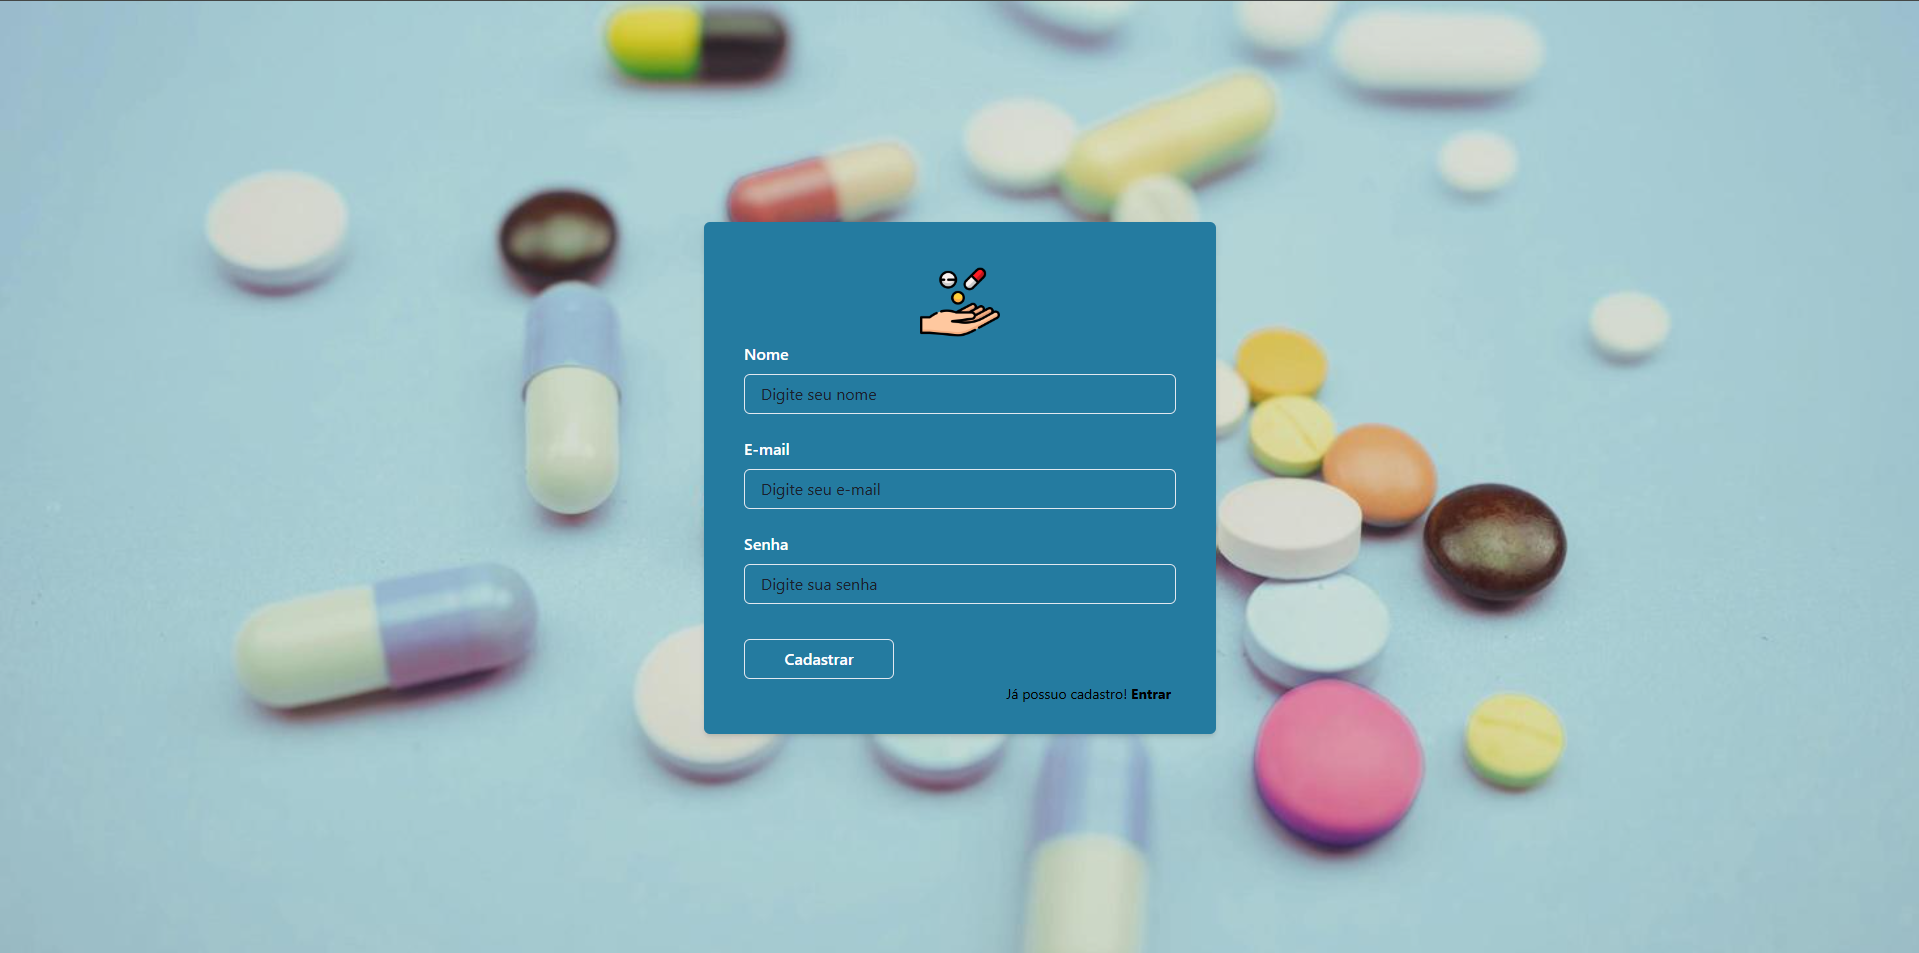 Nome
Digite seu nome
E-mail
Digite seu e-mail
Senha
Digite sua senha
Cadastrar
Já possuo cadastro! Entrar